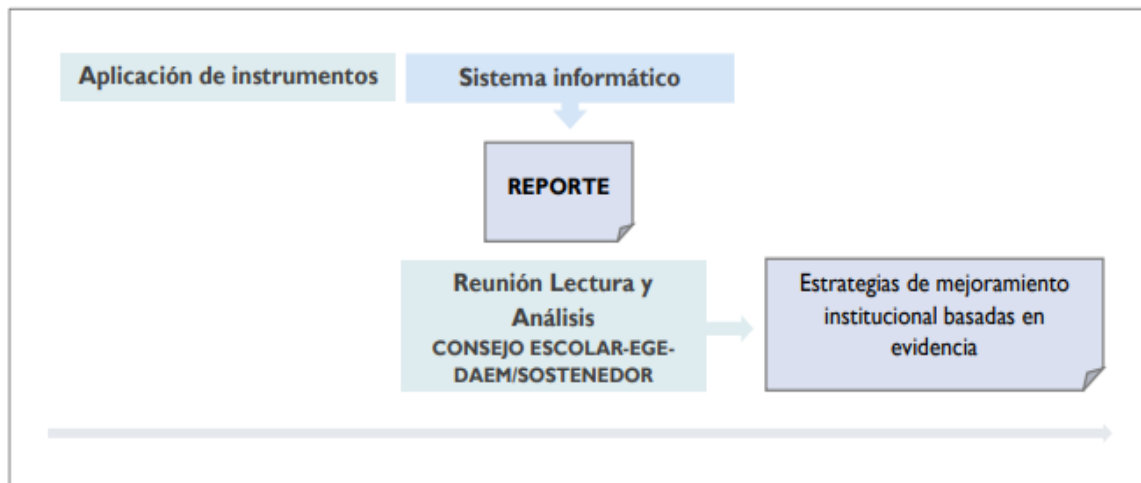 Aplicación de instrumentos
Sistema informático
REPORTE
Reunión Lectura y
Análisis
CONSEJO ESCOLAR-EGE-
DAEM/SOSTENEDOR
Estrategias de mejoramiento
institucional basadas en
evidencia